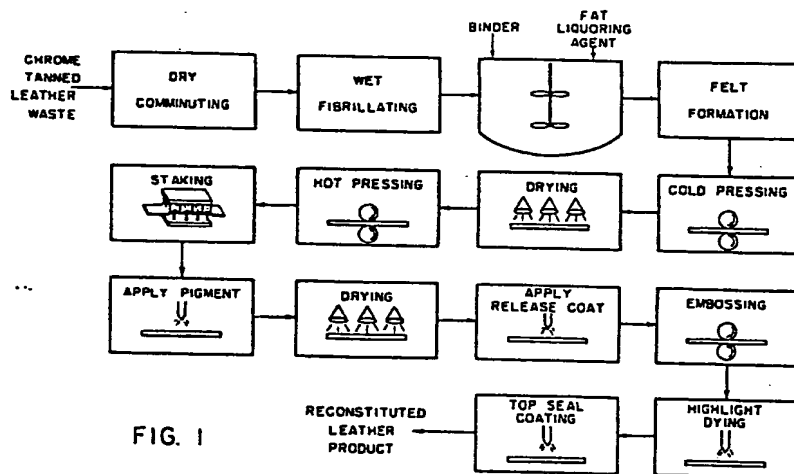 BINDER
FAT
LIQUORING
AGENT
CHROME
TANNED
LEATHER
WASTE
DRY
COMMINUTING
WET
FIBRILLATING
FELT
FORMATION
STAKING
HOT PRESSING
DRYING
COLD PRESSING
APPLY PIGMENT
DRYING
APPLY
RELEASE COAT
EMBOSSING
FIG. 1
RECONSTITUTED
LEATHER
PRODUCT
TOP SEAL
COATING
HIGHLIGHT
DYING